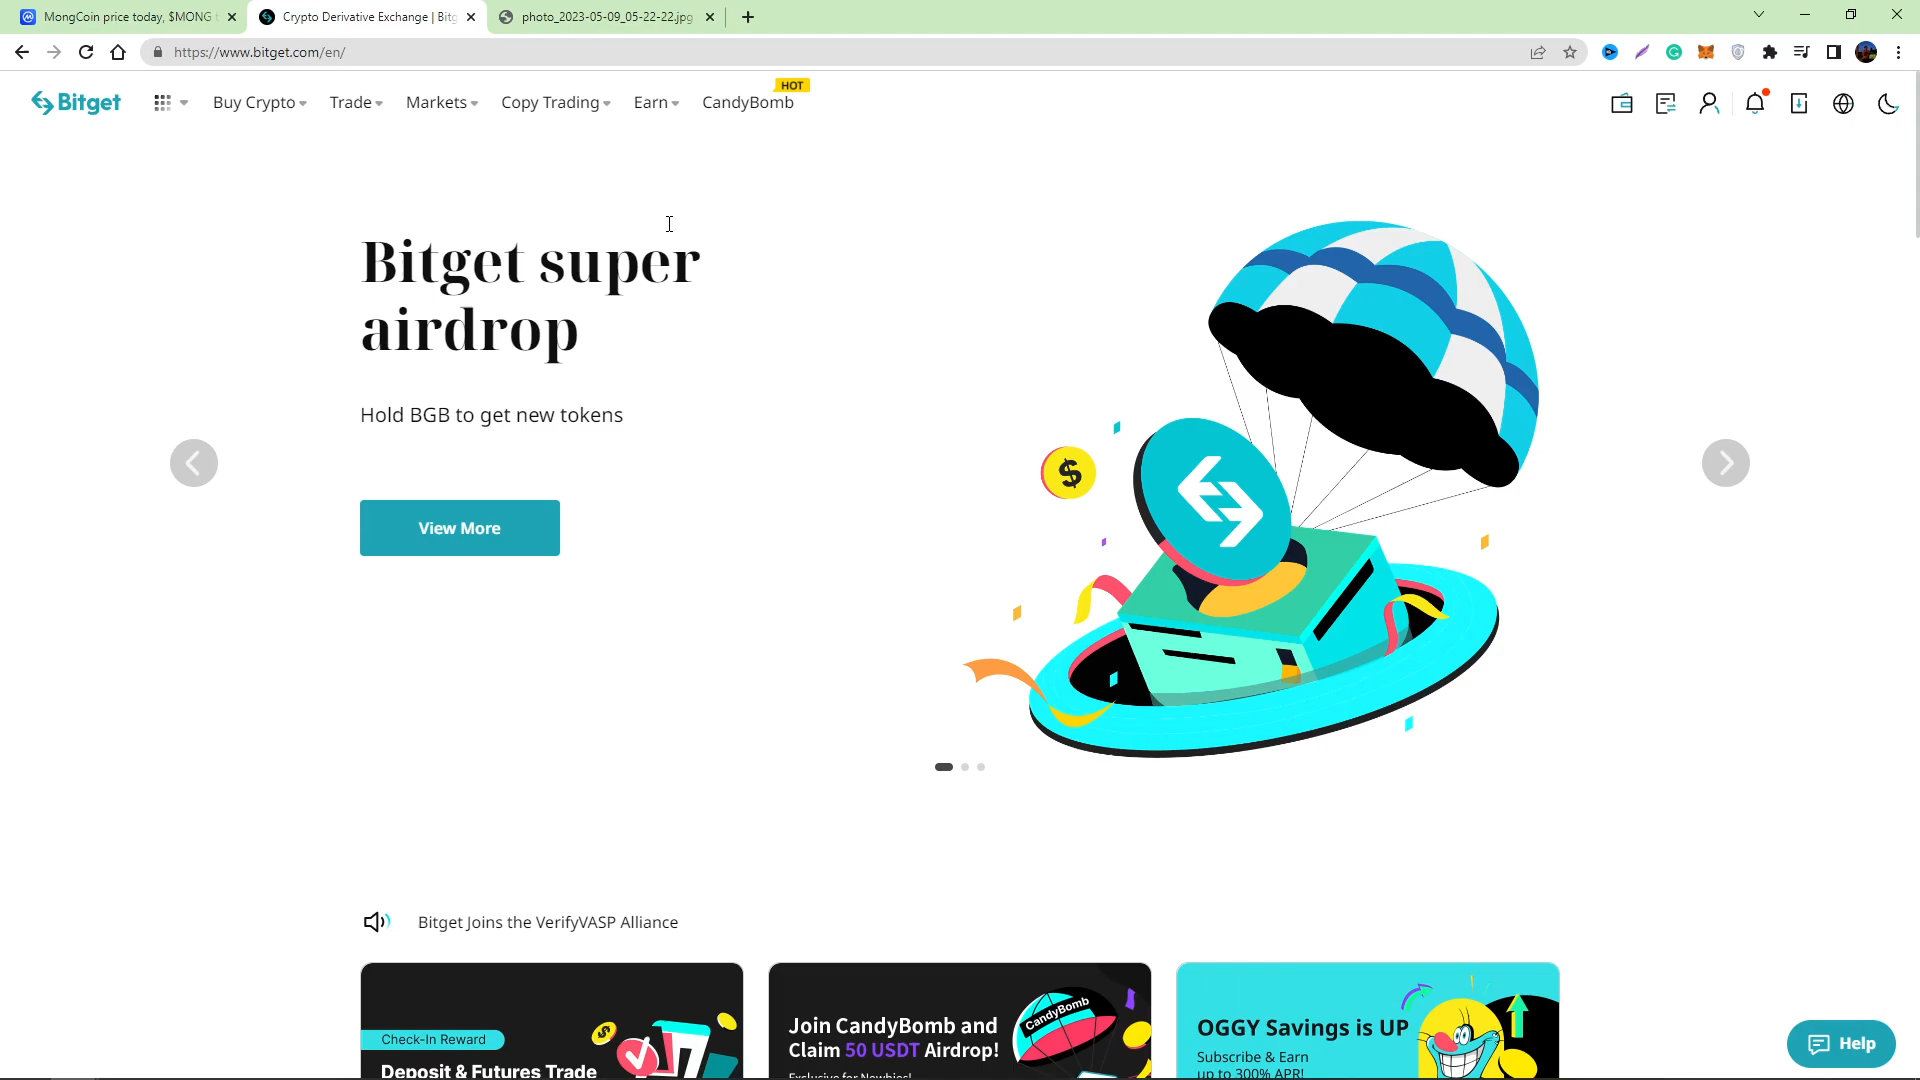 MongCoin price today, $MONG
Crypto Derivative Exchange | Bitg
photo_2023-05-09_05-22-22.jpg
https://www.bitget.com/en/
Bitget
Buy Crypto
Trade
Markets
Copy Trading
Earn
CandyBomb
HOT
Bitget super
airdrop
$
Hold BGB to get new tokens
View More
Bitget Joins the VerifyVASP Alliance
Check-In Reward
Deposit & Futures Trade
CandyBomb
Join CandyBomb and
Claim 50 USDT Airdrop!
Exclusive for Newbies!
OGGY Savings is UP
Subscribe & Earn
up to 300% APR!
Help